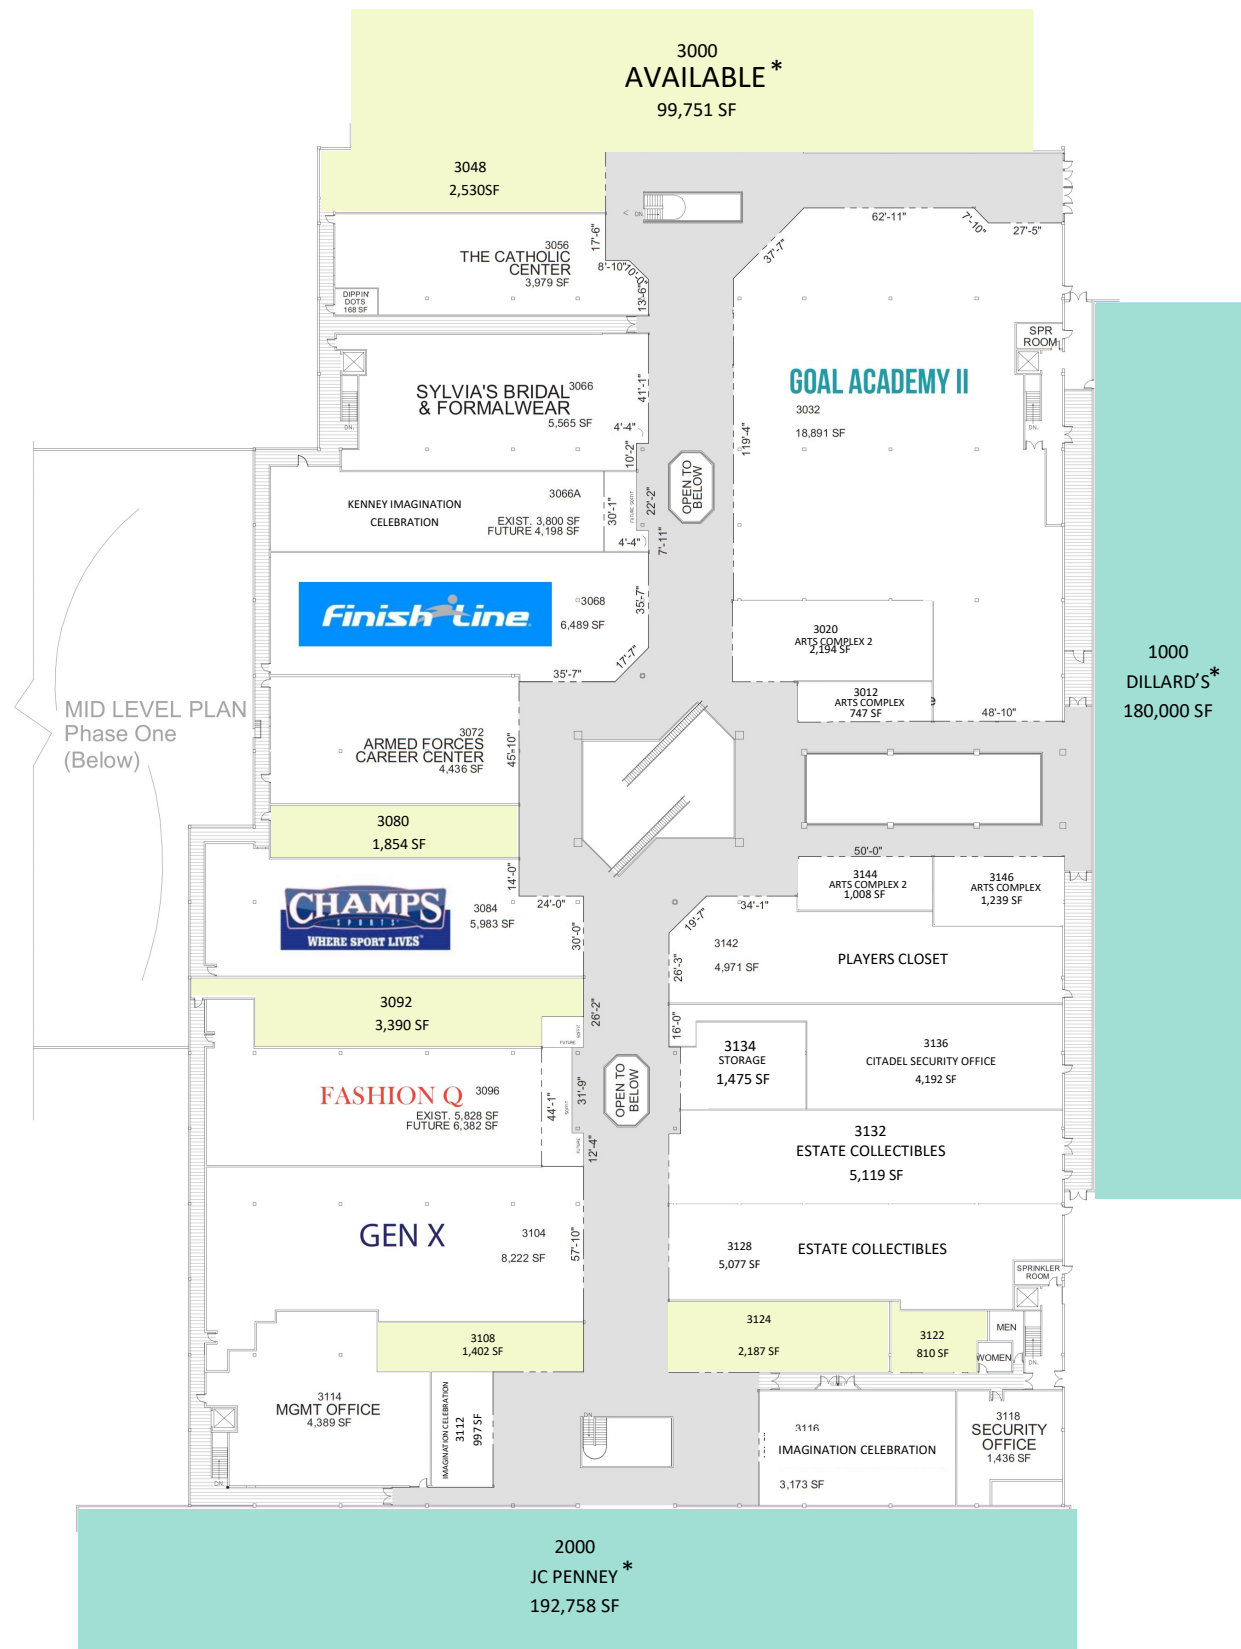 3000
AVAILABLE *
99,751 SF
3048
2,530SF
DN
62'-11"
7'-10"
27'-5"
37'-7"
17'-6"
8'-10"
10'-0"
13'-6"
3056
THE CATHOLIC
CENTER
3,979 SF
DIPPIN'
DOTS
168 SF
SPR
ROOM
DN.
GOAL ACADEMY II
3032
18,891 SF
119'-4"
SYLVIA'S BRIDAL
& FORMALWEAR
3066
5,565 SF
DN.
41'-1"
4'-4"
10'-2"
OPEN TO
BELOW
KENNEY IMAGINATION
CELEBRATION
3066A
EXIST. 3,800 SF
FUTURE 4,198 SF
30'-1"
FUTURE SOFFIT
22'-2"
4'-4"
7'-11"
Finish Line
3068
6,489 SF
35'-7"
17'-7"
35'-7"
3020
ARTS COMPLEX 2
2,194 SF
3012
ARTS COMPLEX
747 SF
e
48'-10"
1000
DILLARD'S*
180,000 SF
MID LEVEL PLAN
Phase One
(Below)
3072
ARMED FORCES
CAREER CENTER
4,436 SF
45'-10"
3080
1,854 SF
50'-0"
3144
ARTS COMPLEX 2
1,008 SF
3146
ARTS COMPLEX
1,239 SF
CHAMPS
SPORTS
WHERE SPORT LIVES
3084
5,983 SF
14'-0"
24'-0"
30'-0"
19'-7"
34'-1"
26'-3"
3142
4,971 SF
PLAYERS CLOSET
3092
3,390 SF
26'-2"
FUTURE
SOFFIT
16'-0"
3134
STORAGE
1,475 SF
3136
CITADEL SECURITY OFFICE
4,192 SF
FASHION Q
3096
EXIST. 5,828 SF
FUTURE 6,382 SF
44'-1"
SOFFIT
FUTURE
31'-9"
12'-4"
OPEN TO
BELOW
3132
ESTATE COLLECTIBLES
5,119 SF
GEN X
3104
8,222 SF
57'-10"
3128
5,077 SF
ESTATE COLLECTIBLES
SPRINKLER
ROOM
3108
1,402 SF
3124
2,187 SF
3122
810 SF
MEN
WOMEN
DN.
3114
MGMT OFFICE
4,389 SF
DN.
IMAGINATION CELEBRATION
3112
997 SF
DN
3116
IMAGINATION CELEBRATION
3,173 SF
3118
SECURITY
OFFICE
1,436 SF
2000
JC PENNEY *
192,758 SF